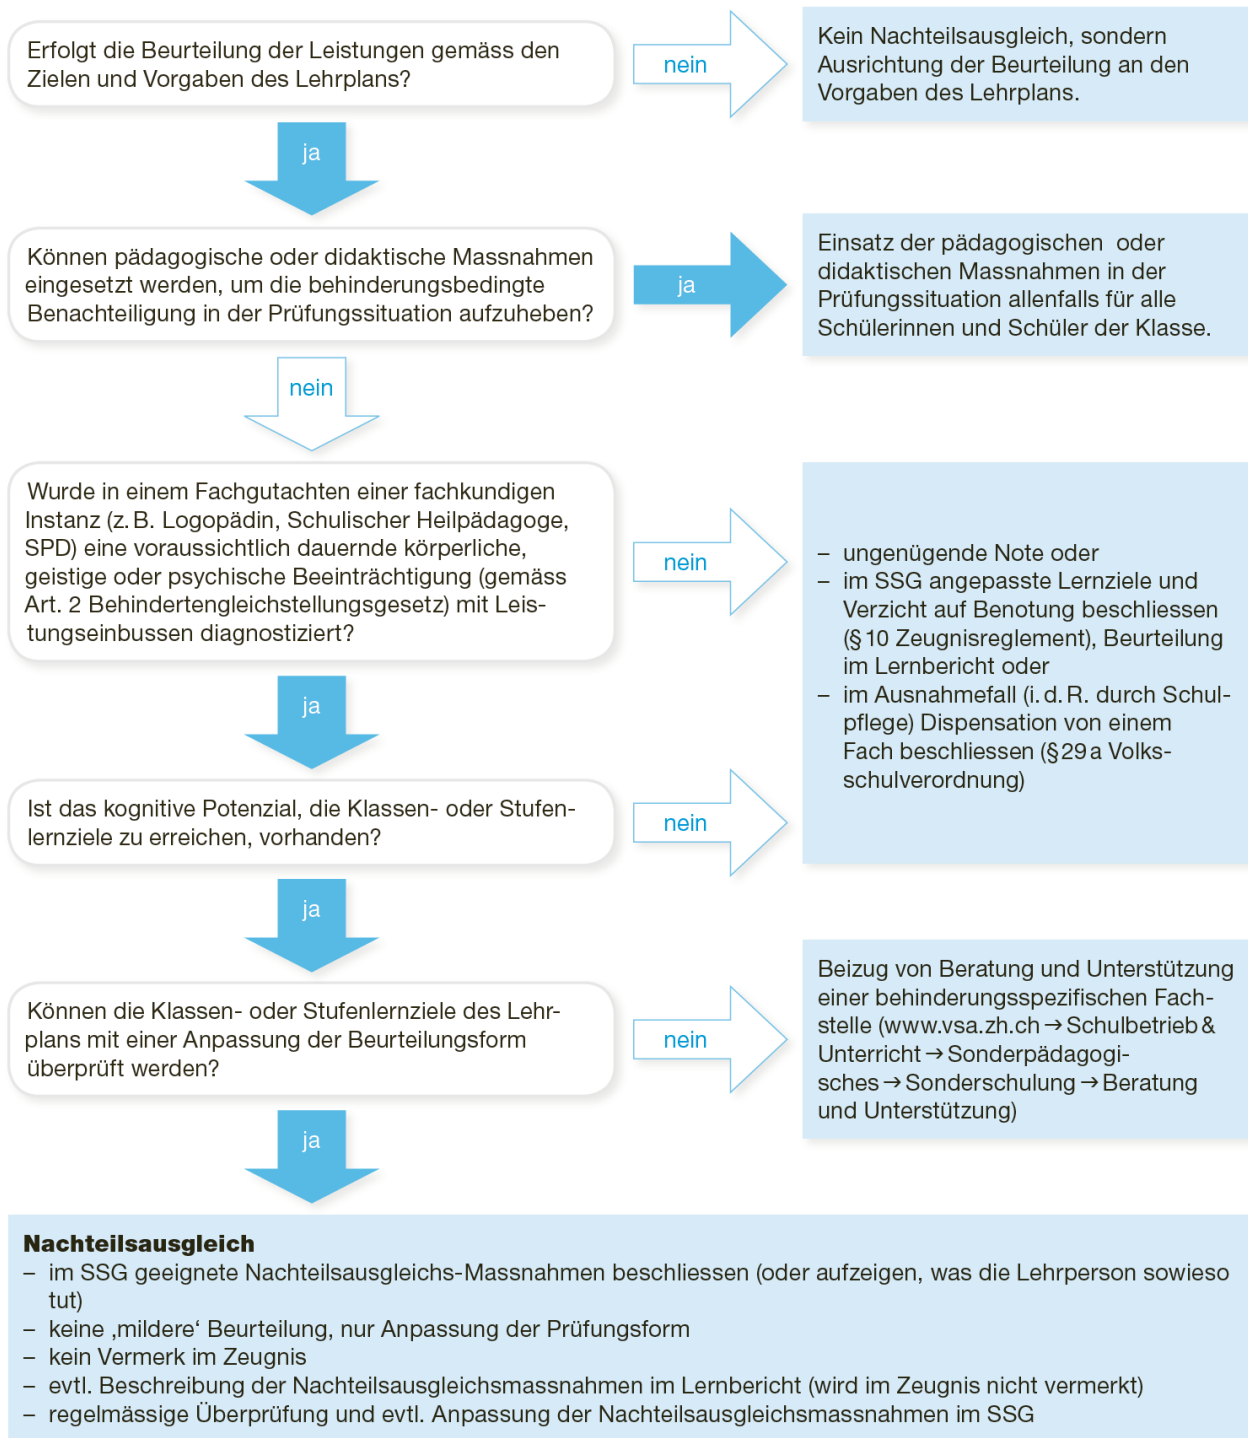 Erfolgt die Beurteilung der Leistungen gemäss den
Zielen und Vorgaben des Lehrplans?
nein
Kein Nachteilsausgleich, sondern
Ausrichtung der Beurteilung an den
Vorgaben des Lehrplans.
ja
Können pädagogische oder didaktische Massnahmen
eingesetzt werden, um die behinderungsbedingte
Benachteiligung in der Prüfungssituation aufzuheben?
ja
Einsatz der pädagogischen oder
didaktischen Massnahmen in der
Prüfungssituation allenfalls für alle
Schülerinnen und Schüler der Klasse.
nein
Wurde in einem Fachgutachten einer fachkundigen
Instanz (z. B. Logopädin, Schulischer Heilpädagoge,
SPD) eine voraussichtlich dauernde körperliche,
geistige oder psychische Beeinträchtigung (gemäss
Art. 2 Behindertengleichstellungsgesetz) mit Leis-
tungseinbussen diagnostiziert?
nein
– ungenügende Note oder
– im SSG angepasste Lernziele und
Verzicht auf Benotung beschliessen
(§ 10 Zeugnisreglement), Beurteilung
im Lernbericht oder
– im Ausnahmefall (i. d. R. durch Schul-
pflege) Dispensation von einem
Fach beschliessen (§ 29 a Volks-
schulverordnung)
ja
Ist das kognitive Potenzial, die Klassen- oder Stufen-
lernziele zu erreichen, vorhanden?
nein
ja
Können die Klassen- oder Stufenlernziele des Lehr-
plans mit einer Anpassung der Beurteilungsform
überprüft werden?
nein
Beizug von Beratung und Unterstützung
einer behinderungsspezifischen Fach-
stelle (www.vsa.zh.ch → Schulbetrieb &
Unterricht → Sonderpädagogi-
sches → Sonderschulung → Beratung
und Unterstützung)
ja
Nachteilsausgleich
– im SSG geeignete Nachteilsausgleichs-Massnahmen beschliessen (oder aufzeigen, was die Lehrperson sowieso
tut)
– keine ‚mildere‘ Beurteilung, nur Anpassung der Prüfungsform
– kein Vermerk im Zeugnis
– evtl. Beschreibung der Nachteilsausgleichsmassnahmen im Lernbericht (wird im Zeugnis nicht vermerkt)
– regelmässige Überprüfung und evtl. Anpassung der Nachteilsausgleichsmassnahmen im SSG